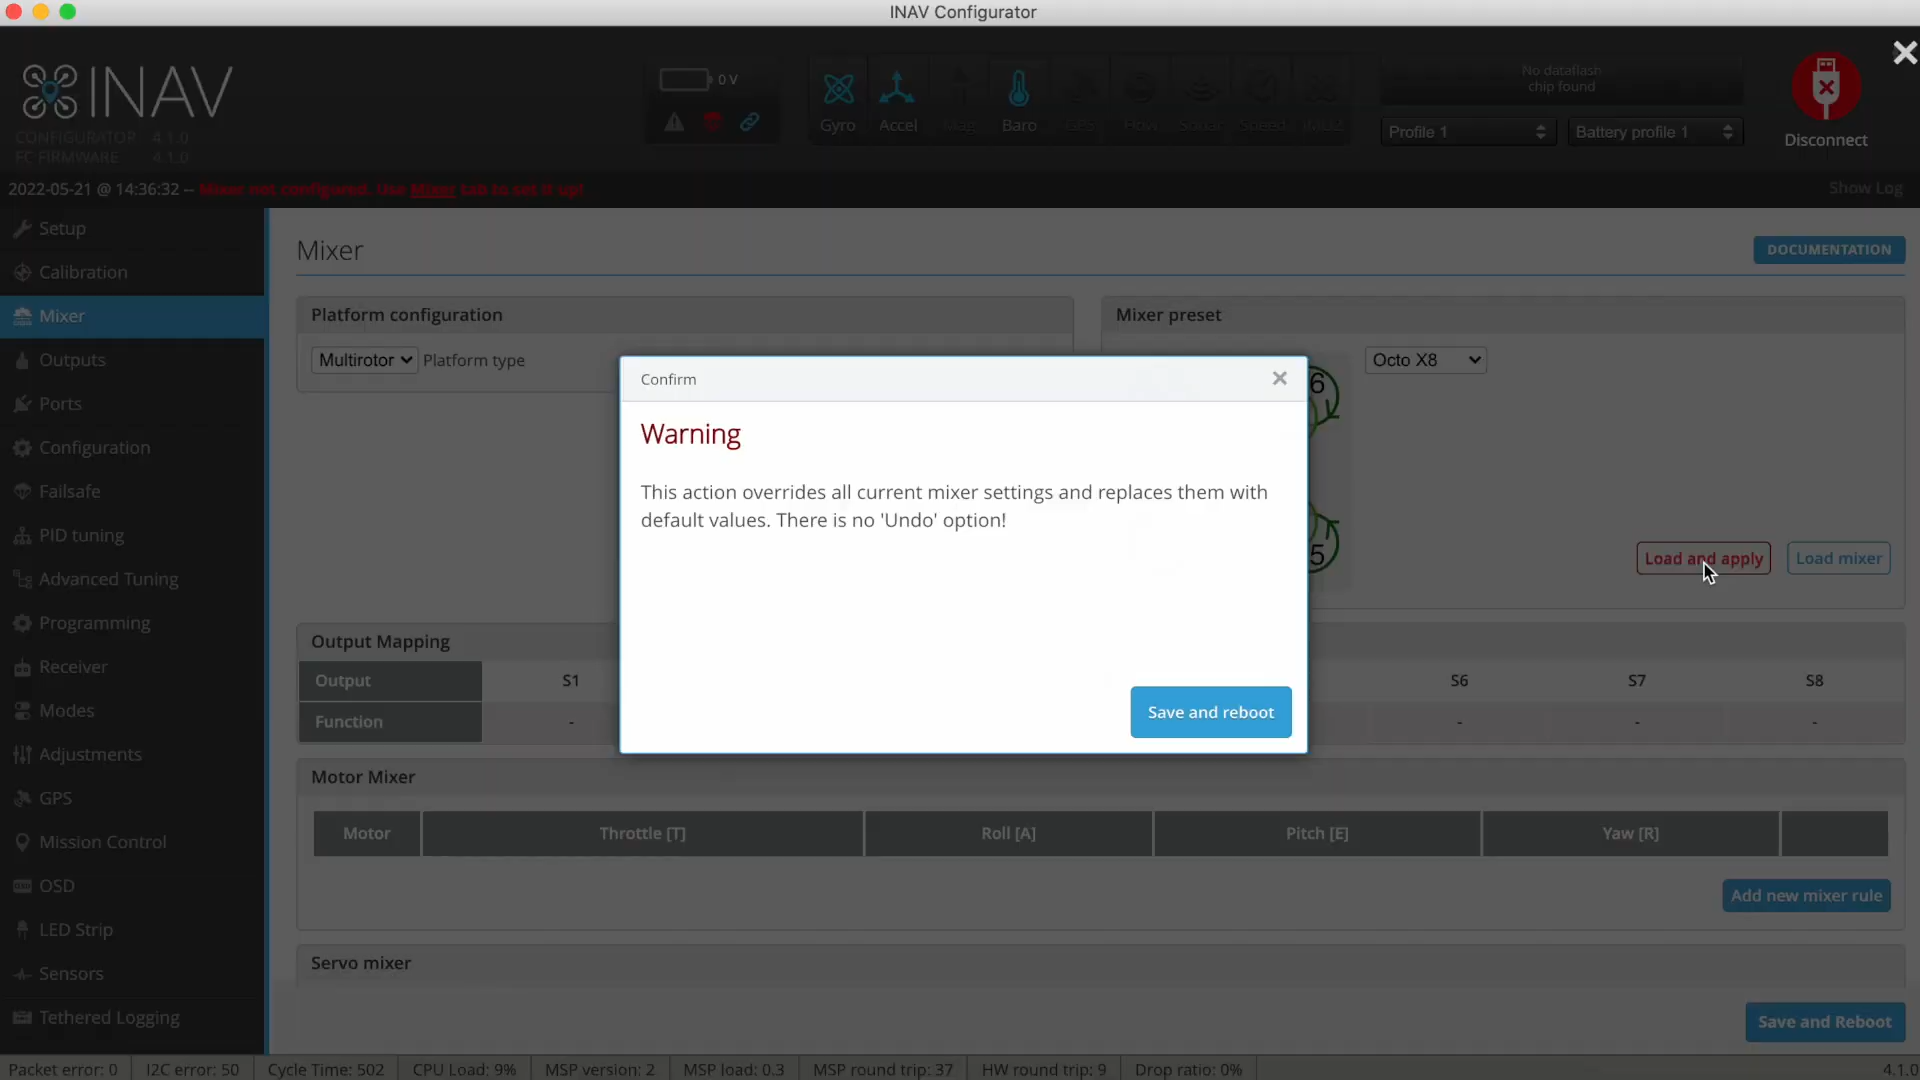 INAV Configurator
INAV
CONFIGURATOR 4.1.0
FC FIRMWARE 4.1.0
0 V
Gyro
Accel
Mag
Baro
GPS
Flow
Sonar
Speed
No dataflash
chip found
Profile 1
Battery profile 1
Disconnect
2022-05-21 @ 14:36:32 -- Mixer not configured. Use Mixer tab to set it up!
Show Log
Setup
Calibration
Mixer
Outputs
Ports
Configuration
Failsafe
PID tuning
Advanced Tuning
Programming
Receiver
Modes
Adjustments
GPS
Mission Control
OSD
LED Strip
Sensors
Tethered Logging
Mixer
DOCUMENTATION
Platform configuration
Multirotor Platform type
Mixer preset
Octo X8
6
5
Load and apply
Load mixer
Confirm
Warning
This action overrides all current mixer settings and replaces them with
default values. There is no 'Undo' option!
Save and reboot
Output Mapping
Output S1 S6 S7 S8
Function - - - -
Motor Mixer
Motor Throttle [T] Roll [A] Pitch [E] Yaw [R]
Add new mixer rule
Servo mixer
Save and Reboot
Packet error: 0 I2C error: 50 Cycle Time: 502 CPU Load: 9% MSP version: 2 MSP load: 0.3 MSP round trip: 37 HW round trip: 9 Drop ratio: 0% 4.1.0